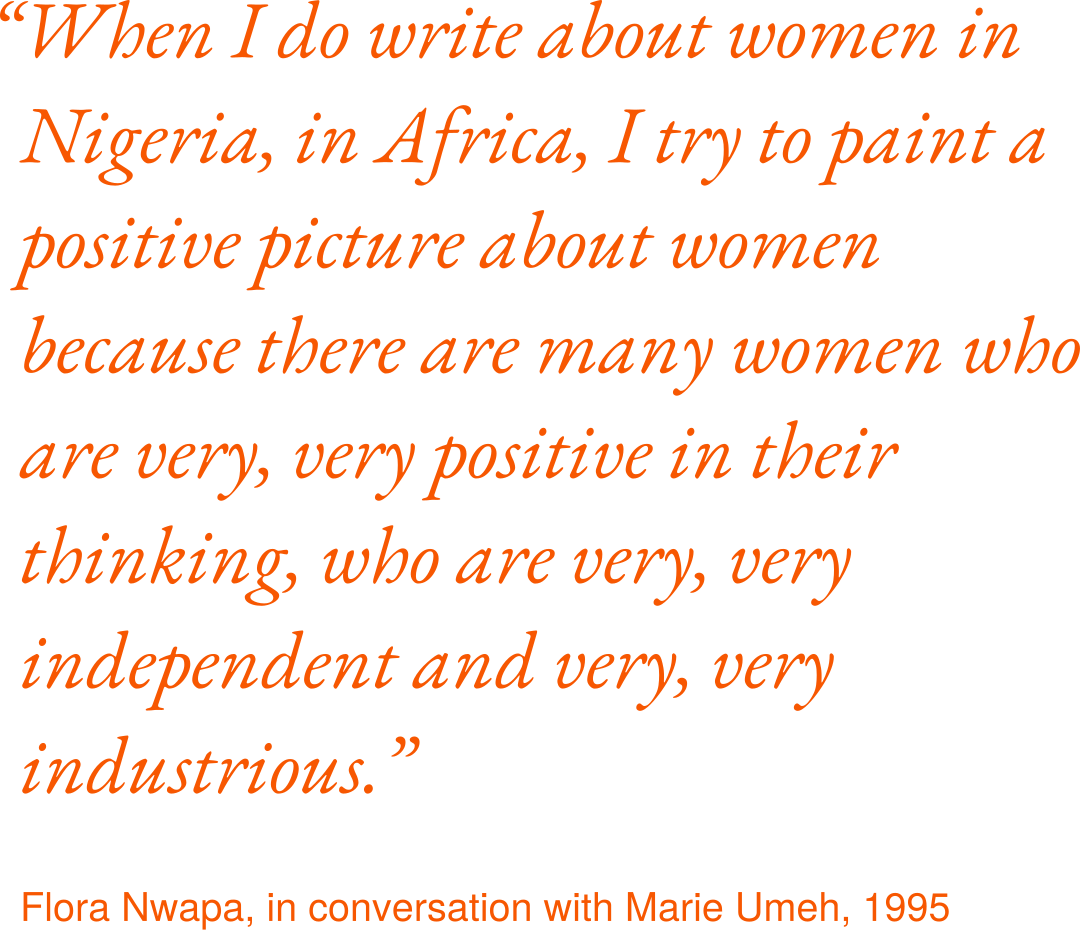 “When I do write about women in
Nigeria, in Africa, I try to paint a
positive picture about women
because there are many women who
are very, very positive in their
thinking, who are very, very
independent and very, very
industrious.”
Flora Nwapa, in conversation with Marie Umeh, 1995